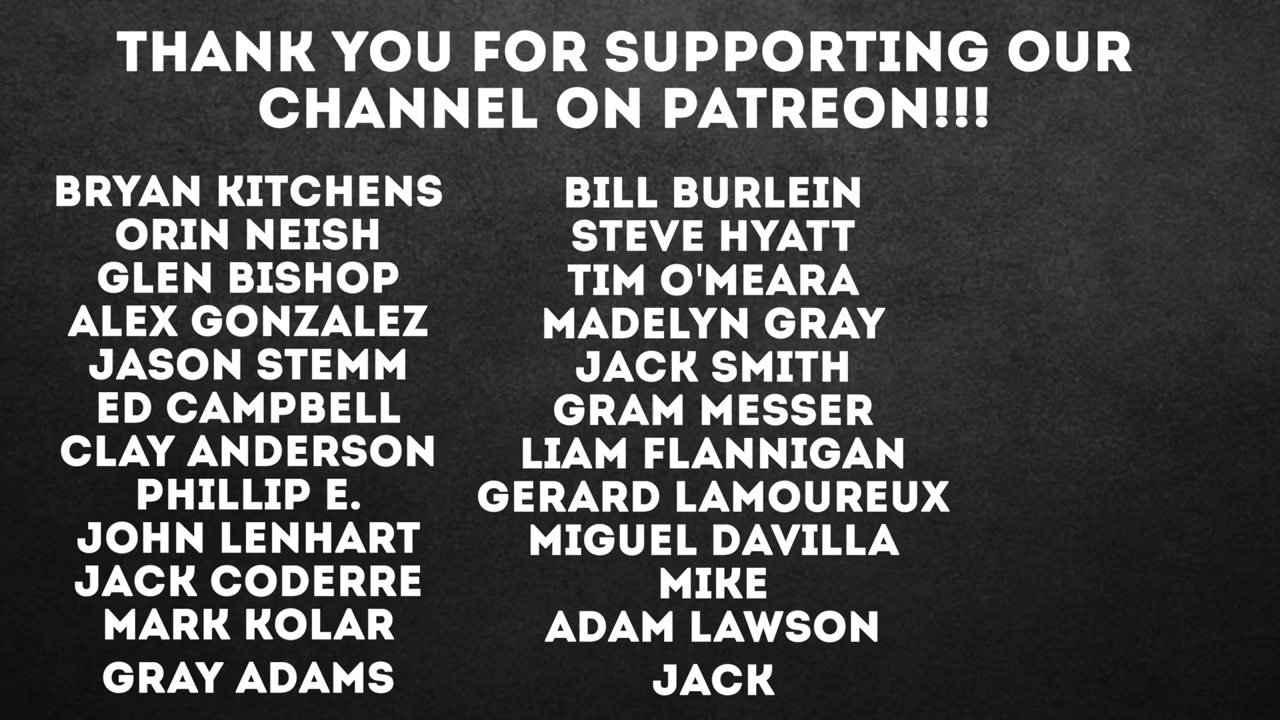 THANK YOU FOR SUPPORTING OUR
CHANNEL ON PATREON!!!
BRYAN KITCHENS
ORIN NEISH
GLEN BISHOP
ALEX GONZALEZ
JASON STEMM
ED CAMPBELL
CLAY ANDERSON
PHILLIP E.
JOHN LENHART
JACK CODERRE
MARK KOLAR
GRAY ADAMS
BILL BURLEIN
STEVE HYATT
TIM O'MEARA
MADELYN GRAY
JACK SMITH
GRAM MESSER
LIAM FLANNIGAN
GERARD LAMOUREUX
MIGUEL DAVILLA
MIKE
ADAM LAWSON
JACK